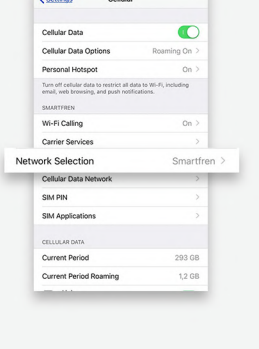 Settings Cellular
Cellular Data
Cellular Data Options Roaming On
Personal Hotspot On
Turn off cellular data to restrict all data to Wi-Fi, including
email, web browsing, and push notifications.
SMARTFREN
Wi-Fi Calling On
Carrier Services
Network Selection Smartfren
Cellular Data Network
SIM PIN
SIM Applications
CELLULAR DATA
Current Period 293 GB
Current Period Roaming 1,2 GB